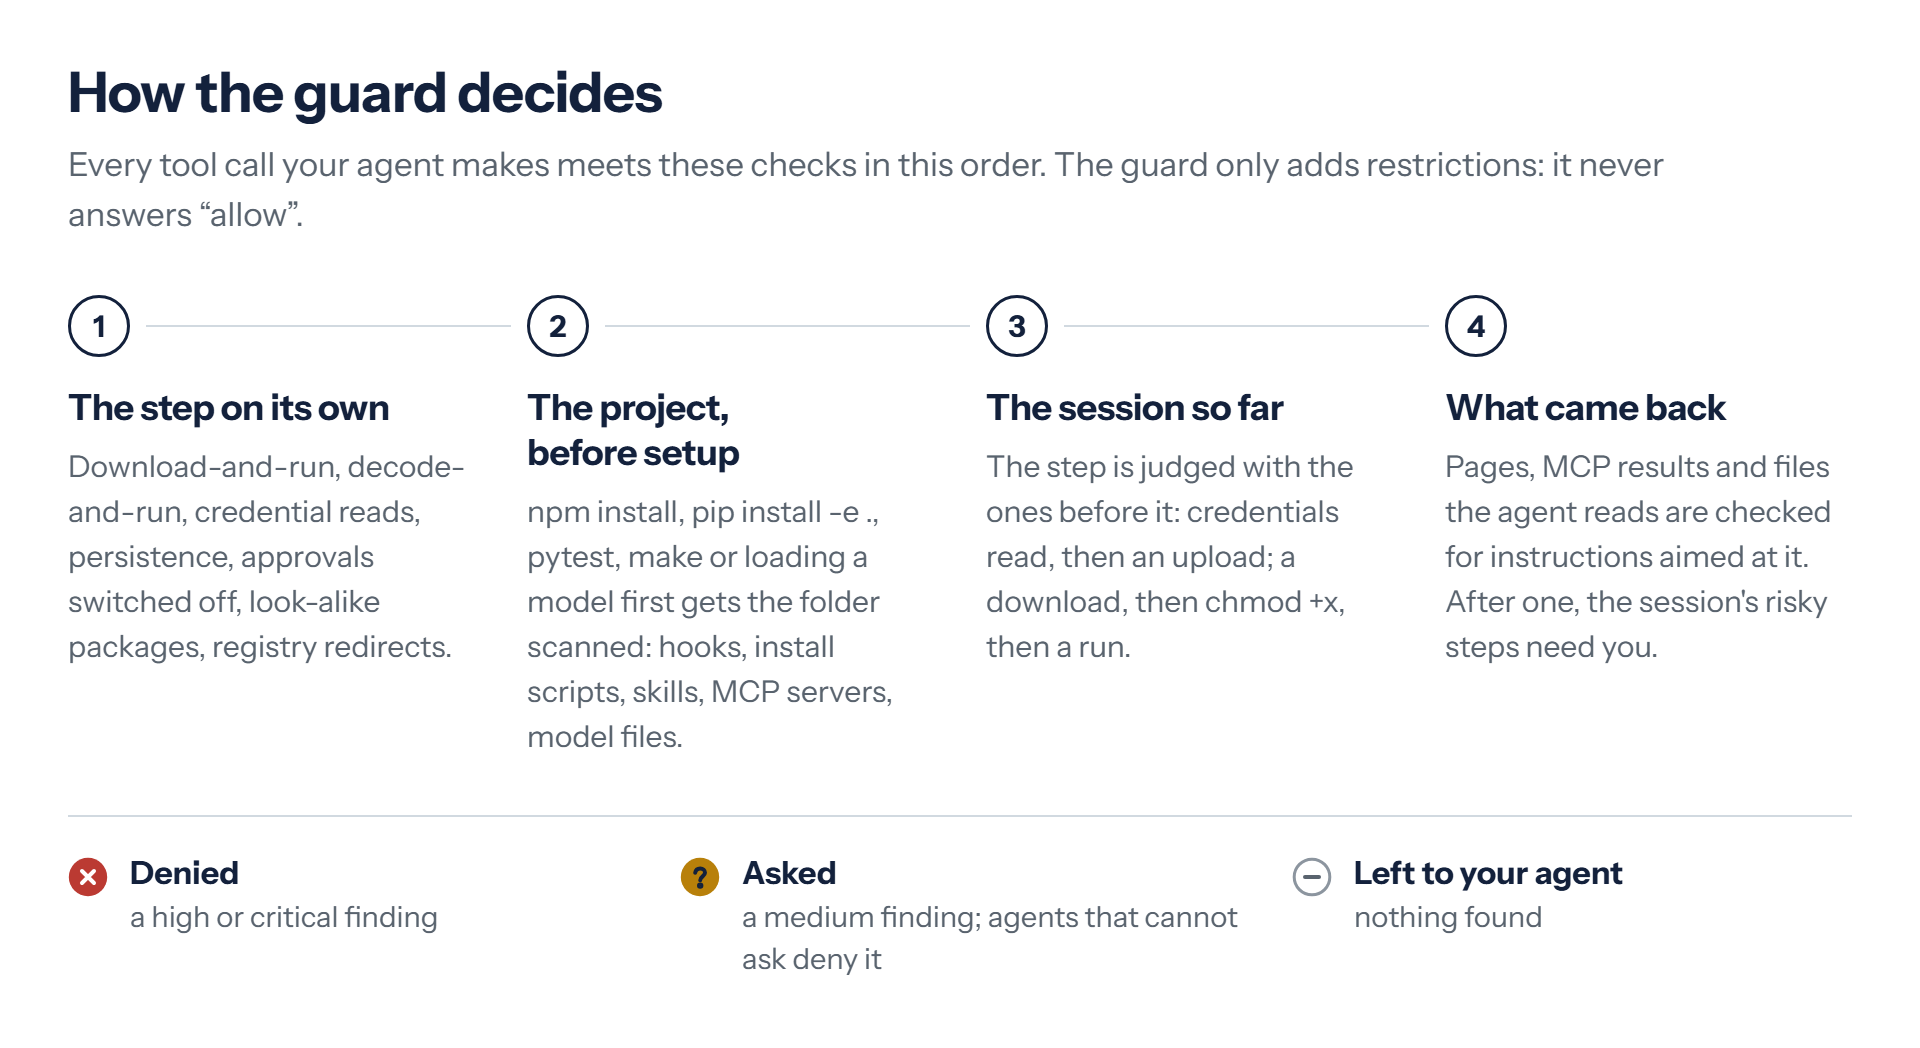 How the guard decides
Every tool call your agent makes meets these checks in this order. The guard only adds restrictions: it never
answers “allow”.
1
2
3
4
The step on its own
Download-and-run, decode-
and-run, credential reads,
persistence, approvals
switched off, look-alike
packages, registry redirects.
The project,
before setup
npm install, pip install -e .,
pytest, make or loading a
model first gets the folder
scanned: hooks, install
scripts, skills, MCP servers,
model files.
The session so far
The step is judged with the
ones before it: credentials
read, then an upload; a
download, then chmod +x,
then a run.
What came back
Pages, MCP results and files
the agent reads are checked
for instructions aimed at it.
After one, the session's risky
steps need you.
Denied
a high or critical finding
?
Asked
a medium finding; agents that cannot
ask deny it
Left to your agent
nothing found